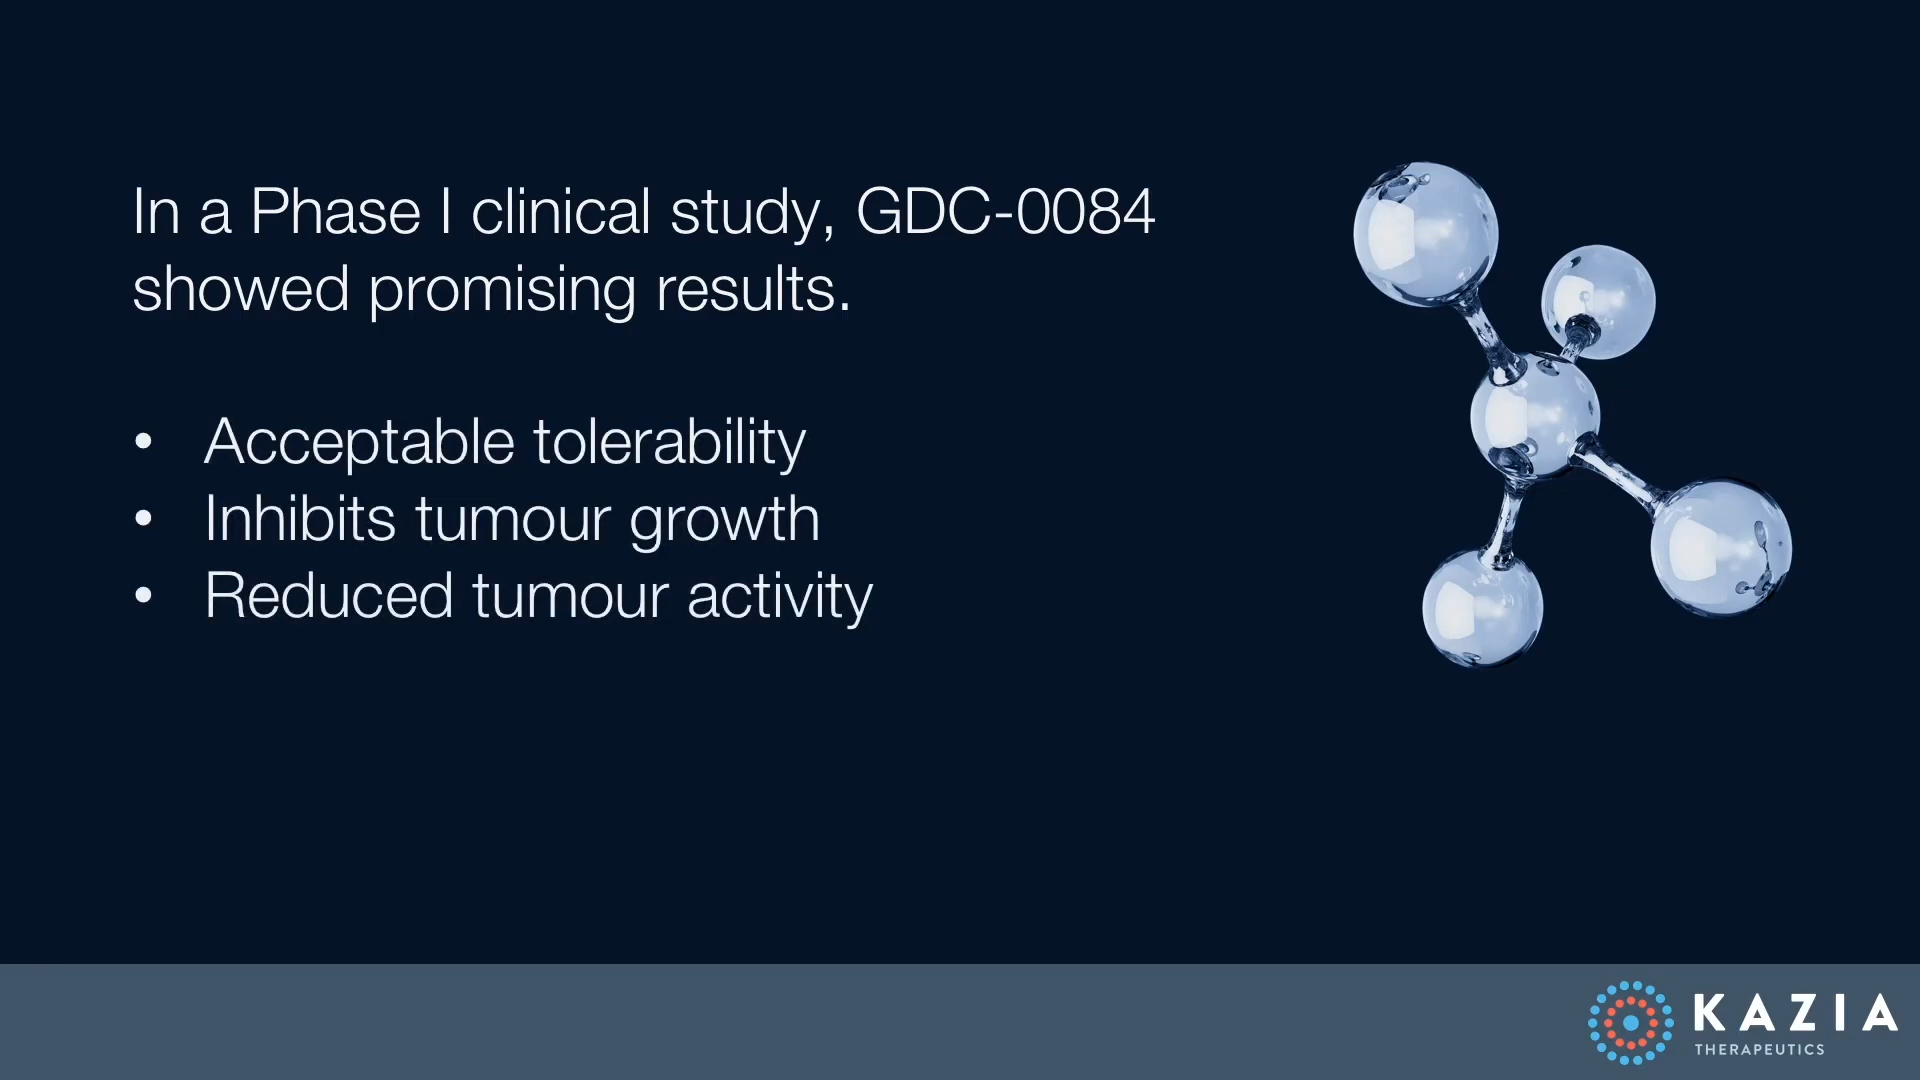 In a Phase I clinical study, GDC-0084
showed promising results.
• Acceptable tolerability
• Inhibits tumour growth
• Reduced tumour activity
KAZIA
THERAPEUTICS